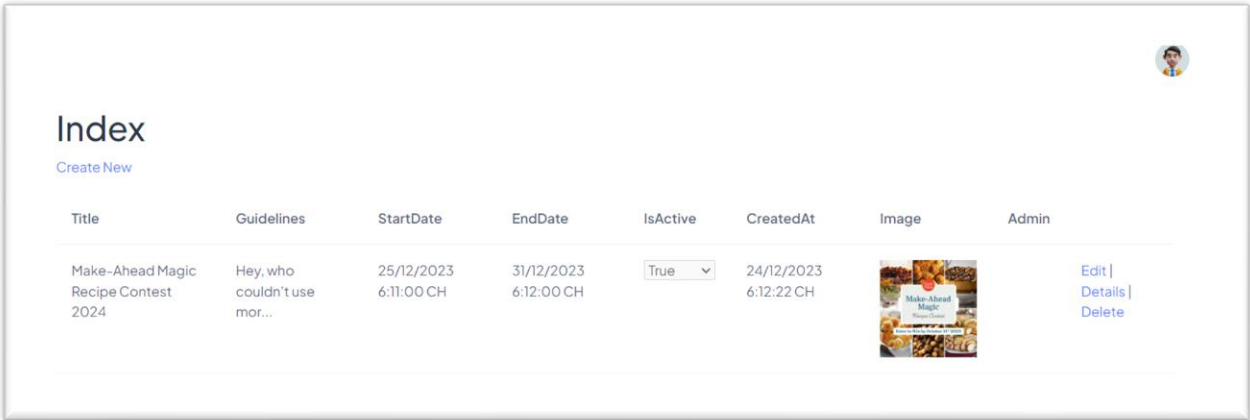 Index
Create New
Title Guidelines StartDate EndDate IsActive CreatedAt Image Admin
Make-Ahead Magic Recipe Contest 2024
Hey, who couldn't use mor...
25/12/2023 6:11:00 CH
31/12/2023 6:12:00 CH
True
24/12/2023 6:12:22 CH
Make-Ahead
Magic
Recipe Contest
Edit |
Details |
Delete